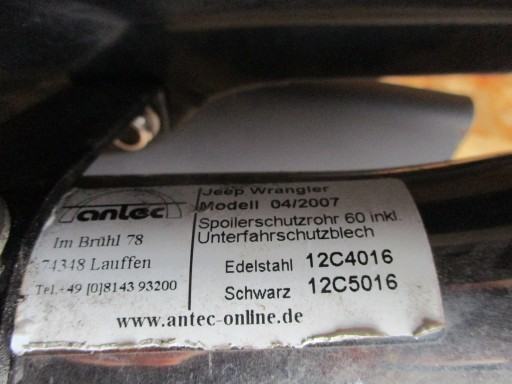 antec
Im Brühl 78
74348 Lauffen
Tel.+49 [0]8143 93200
Jeep Wrangler
Modell 04/2007
Spoilerschutzrohr 60 inkl.
Unterfahrschutzblech
Edelstahl 12C4016
Schwarz 12C5016
www.antec-online.de